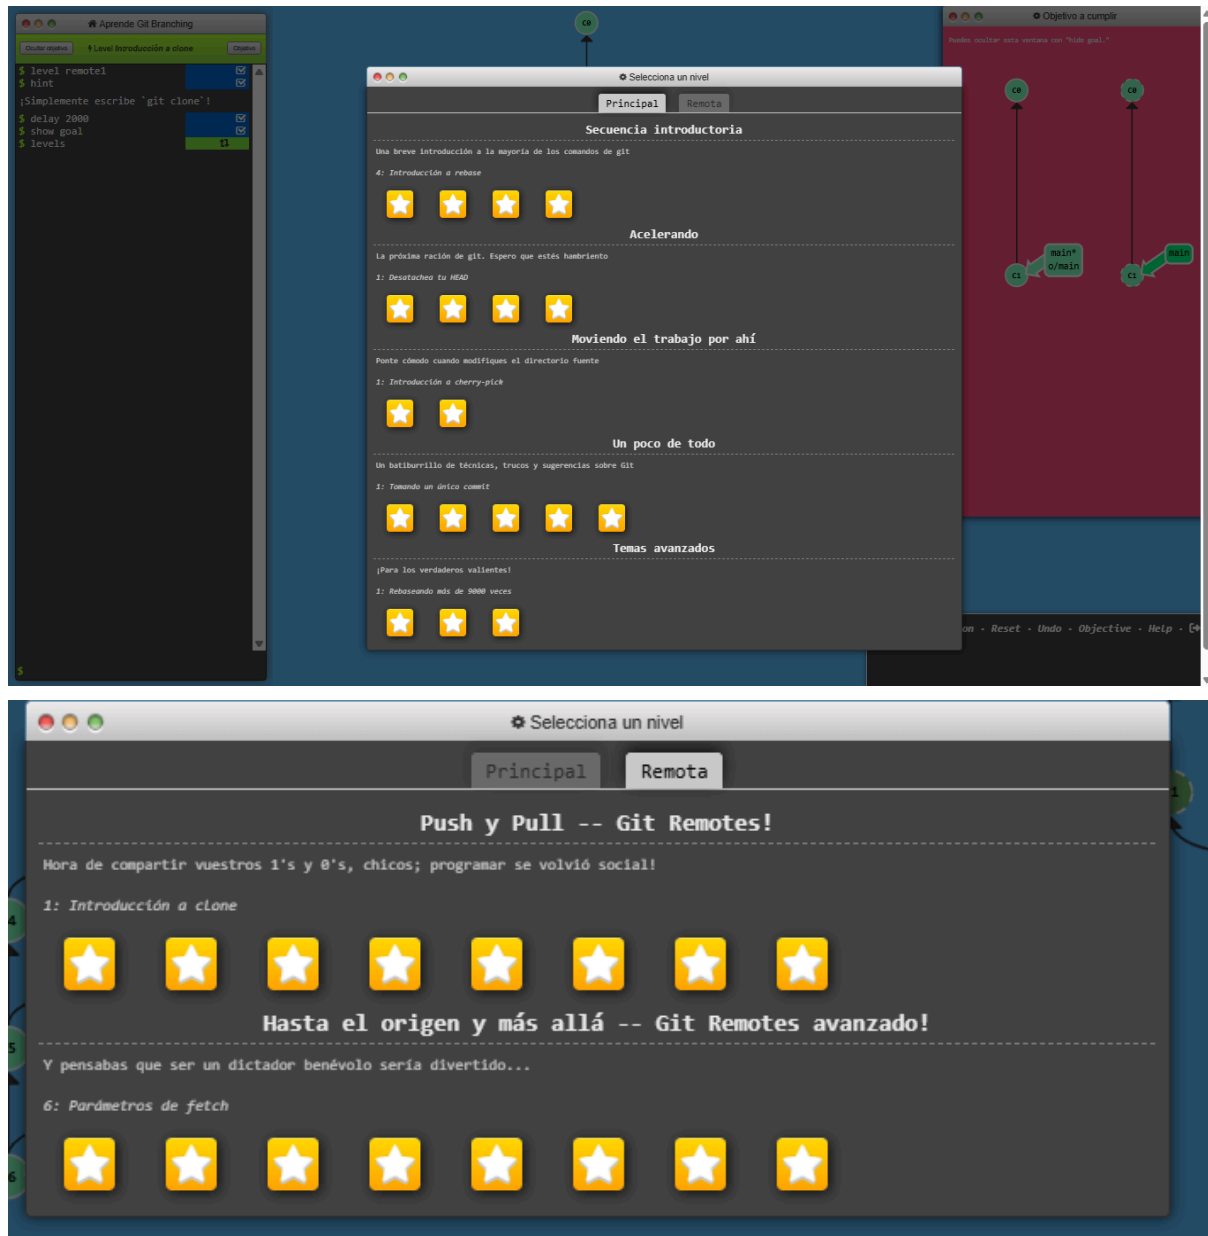 Aprende Git Branching
Ocultar objetivo
Level Introducción a clone
Objetivo
$ level remote1
$ hint
¡Simplemente escribe `git clone`!
$ delay 2000
$ show goal
$ levels
$
C0
Selecciona un nivel
Principal
Remota
Secuencia introductoria
Una breve introducción a la mayoría de los comandos de git
4: Introducción a rebase
Acelerando
La próxima ración de git. Espero que estés hambriento
1: Desatachea tu HEAD
Moviendo el trabajo por ahí
Ponte cómodo cuando modifiques el directorio fuente
1: Introducción a cherry-pick
Un poco de todo
Un batiburrillo de técnicas, trucos y sugerencias sobre Git
1: Tomando un único commit
Temas avanzados
¡Para los verdaderos valientes!
1: Rebaseando más de 9000 veces
Objetivo a cumplir
Puedes ocultar esta ventana con "hide goal."
C0
C0
main*
o/main
main
C1
C1
on - Reset - Undo - Objective - Help -
Selecciona un nivel
Principal
Remota
Push y Pull -- Git Remotes!
Hora de compartir vuestros 1's y 0's, chicos; programar se volvió social!
1: Introducción a clone
Hasta el origen y más allá -- Git Remotes avanzado!
Y pensabas que ser un dictador benévolo sería divertido...
6: Parámetros de fetch
1
4
5
6